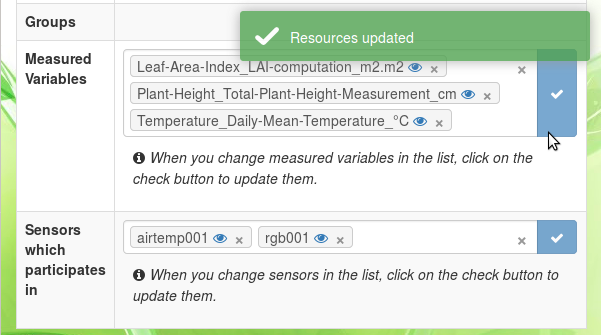 Groups
Resources updated
Measured
Variables
Leaf-Area-Index_LAI-computation_m2.m2 ×
Plant-Height_Total-Plant-Height-Measurement_cm ×
Temperature_Daily-Mean-Temperature_°C ×
×
When you change measured variables in the list, click on the
check button to update them.
Sensors
which
participates
in
airtemp001 × rgb001 × ×
When you change sensors in the list, click on the check button to
update them.